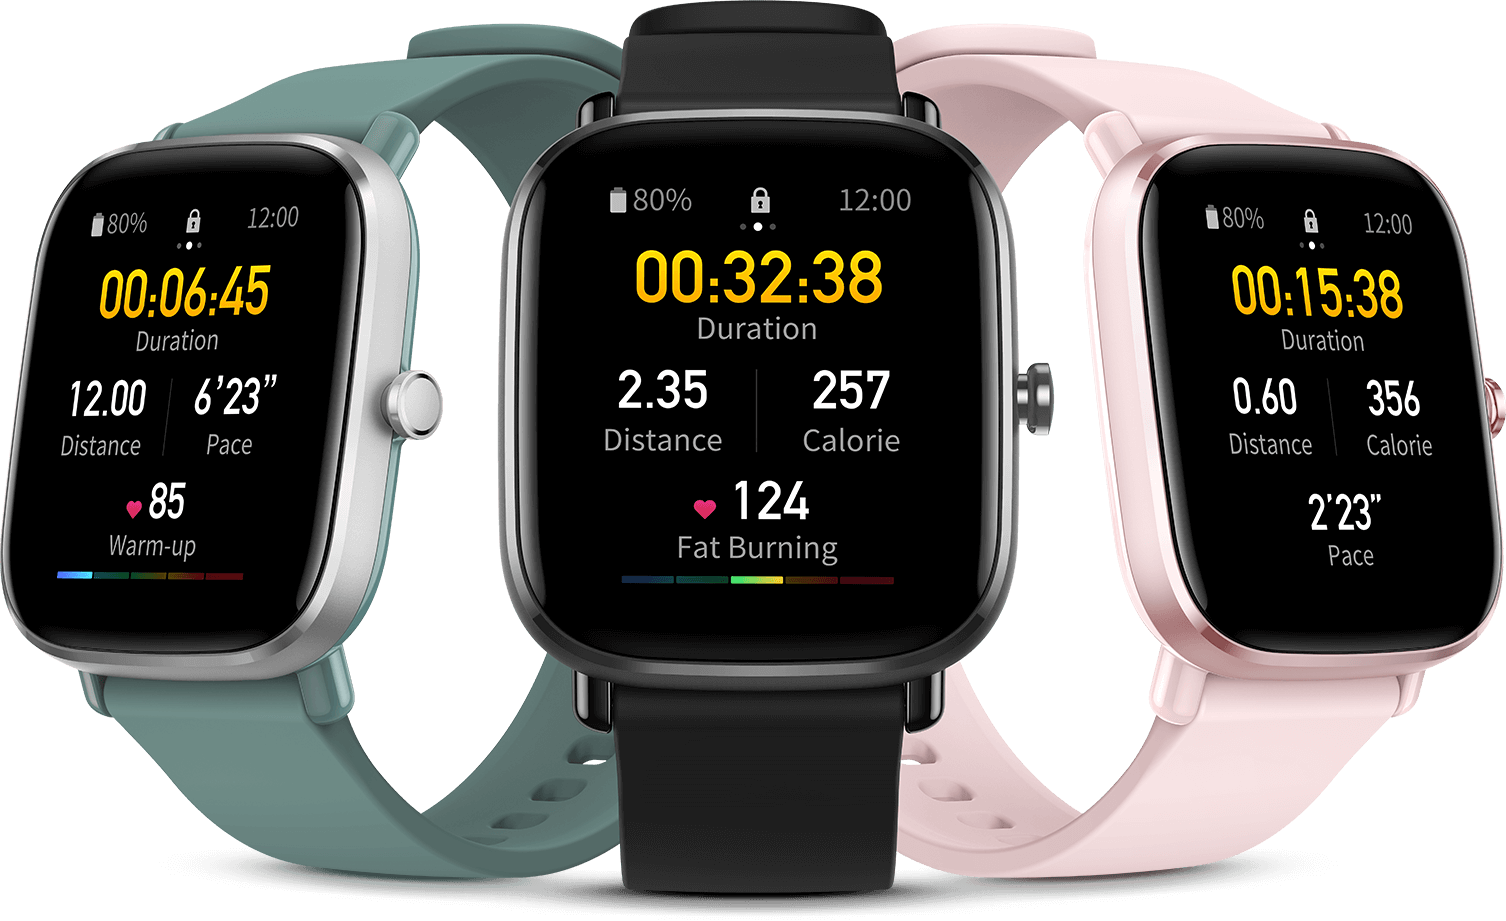 80% 12:00
00:06:45
Duration
12.00 6’23”
Distance Pace
85
Warm-up
80% 12:00
00:32:38
Duration
2.35 257
Distance Calorie
124
Fat Burning
80% 12:00
00:15:38
Duration
0.60 356
Distance Calorie
2’23”
Pace